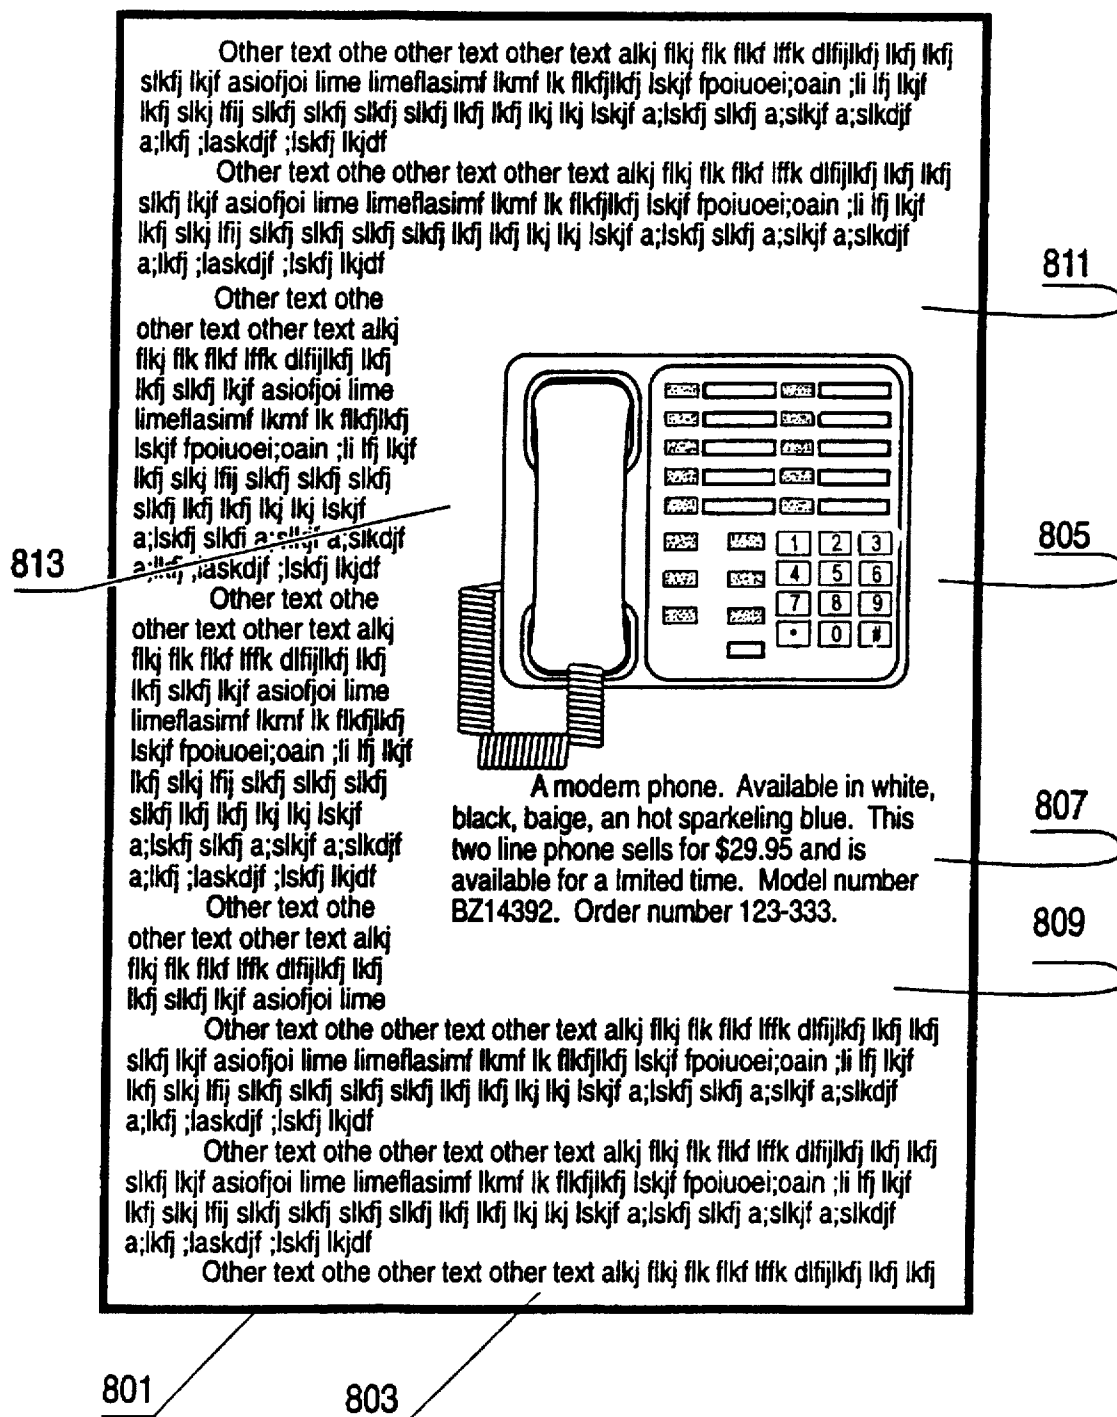 Other text othe other text other text alkj flkj flk flkf lffk dlfijlkfj lkfj lkfj
slkfj lkjf asiofjoi lime limeflasimf lkmf lk flkfjlkfj lskjf fpoiuoei;oain ;li lfj lkjf
lkfj slkj lfij slkfj slkfj slkfj slkfj lkfj lkfj lkj lkj lskjf a;lskfj slkfj a;slkjf a;slkdjf
a;lkfj ;laskdjf ;lskfj lkjdf
Other text othe other text other text alkj flkj flk flkf lffk dlfijlkfj lkfj lkfj
slkfj lkjf asiofjoi lime limeflasimf lkmf lk flkfjlkfj lskjf fpoiuoei;oain ;li lfj lkjf
lkfj slkj lfij slkfj slkfj slkfj slkfj lkfj lkfj lkj lkj lskjf a;lskfj slkfj a;slkjf a;slkdjf
a;lkfj ;laskdjf ;lskfj lkjdf
811
Other text othe
other text other text alkj
flkj flk flkf lffk dlfijlkfj lkfj
lkfj slkfj lkjf asiofjoi lime
limeflasimf lkmf lk flkfjlkfj
lskjf fpoiuoei;oain ;li lfj lkjf
lkfj slkj lfij slkfj slkfj slkfj
slkfj lkfj lkfj lkj lkj lskjf
a;lskfj slkfj a;slkjf a;slkdjf
a;lkfj ;laskdjf ;lskfj lkjdf
813
Other text othe
other text other text alkj
flkj flk flkf lffk dlfijlkfj lkfj
lkfj slkfj lkjf asiofjoi lime
limeflasimf lkmf lk flkfjlkfj
lskjf fpoiuoei;oain ;li lfj lkjf
lkfj slkj lfij slkfj slkfj slkfj
slkfj lkfj lkfj lkj lkj lskjf
a;lskfj slkfj a;slkjf a;slkdjf
a;lkfj ;laskdjf ;lskfj lkjdf
Other text othe
other text other text alkj
flkj flk flkf lffk dlfijlkfj lkfj
lkfj slkfj lkjf asiofjoi lime
1 2 3
4 5 6
7 8 9
• 0 #
805
A modern phone. Available in white,
black, baige, an hot sparkeling blue. This
two line phone sells for $29.95 and is
available for a lmited time. Model number
BZ14392. Order number 123-333.
807
809
Other text othe other text other text alkj flkj flk flkf lffk dlfijlkfj lkfj lkfj
slkfj lkjf asiofjoi lime limeflasimf lkmf lk flkfjlkfj lskjf fpoiuoei;oain ;li lfj lkjf
lkfj slkj lfij slkfj slkfj slkfj slkfj lkfj lkfj lkj lkj lskjf a;lskfj slkfj a;slkjf a;slkdjf
a;lkfj ;laskdjf ;lskfj lkjdf
Other text othe other text other text alkj flkj flk flkf lffk dlfijlkfj lkfj lkfj
slkfj lkjf asiofjoi lime limeflasimf lkmf lk flkfjlkfj lskjf fpoiuoei;oain ;li lfj lkjf
lkfj slkj lfij slkfj slkfj slkfj slkfj lkfj lkfj lkj lkj lskjf a;lskfj slkfj a;slkjf a;slkdjf
a;lkfj ;laskdjf ;lskfj lkjdf
Other text othe other text other text alkj flkj flk flkf lffk dlfijlkfj lkfj lkfj
801
803